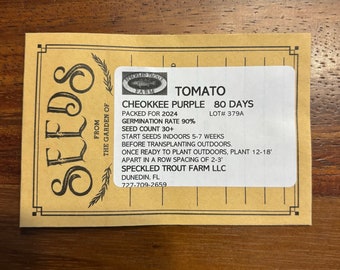 SEEDS
FROM
THE GARDEN OF
SPECKLED TROUT
FARM
TOMATO
CHEOKKEE PURPLE 80 DAYS
PACKED FOR 2024 LOT# 379A
GERMINATION RATE 90%
SEED COUNT 30+
START SEEDS INDOORS 5-7 WEEKS
BEFORE TRANSPLANTING OUTDOORS.
ONCE READY TO PLANT OUTDOORS, PLANT 12-18'
APART IN A ROW SPACING OF 2-3'
SPECKLED TROUT FARM LLC
DUNEDIN, FL
727-709-2659